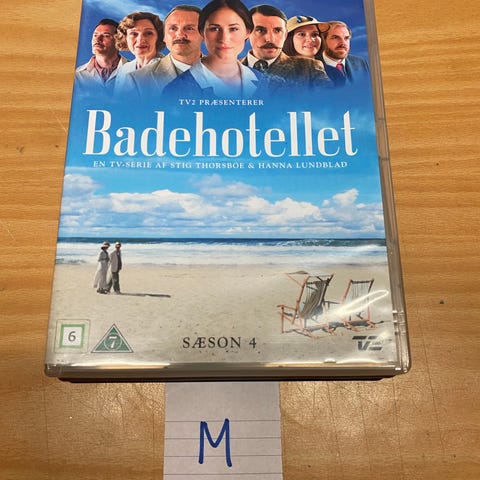 TV2 PRÆSENTERER
Badehotellet
EN TV-SERIE AF STIG THORSBOE & HANNA LUNDBLAD
6
7
SÆSON 4
TV2
M